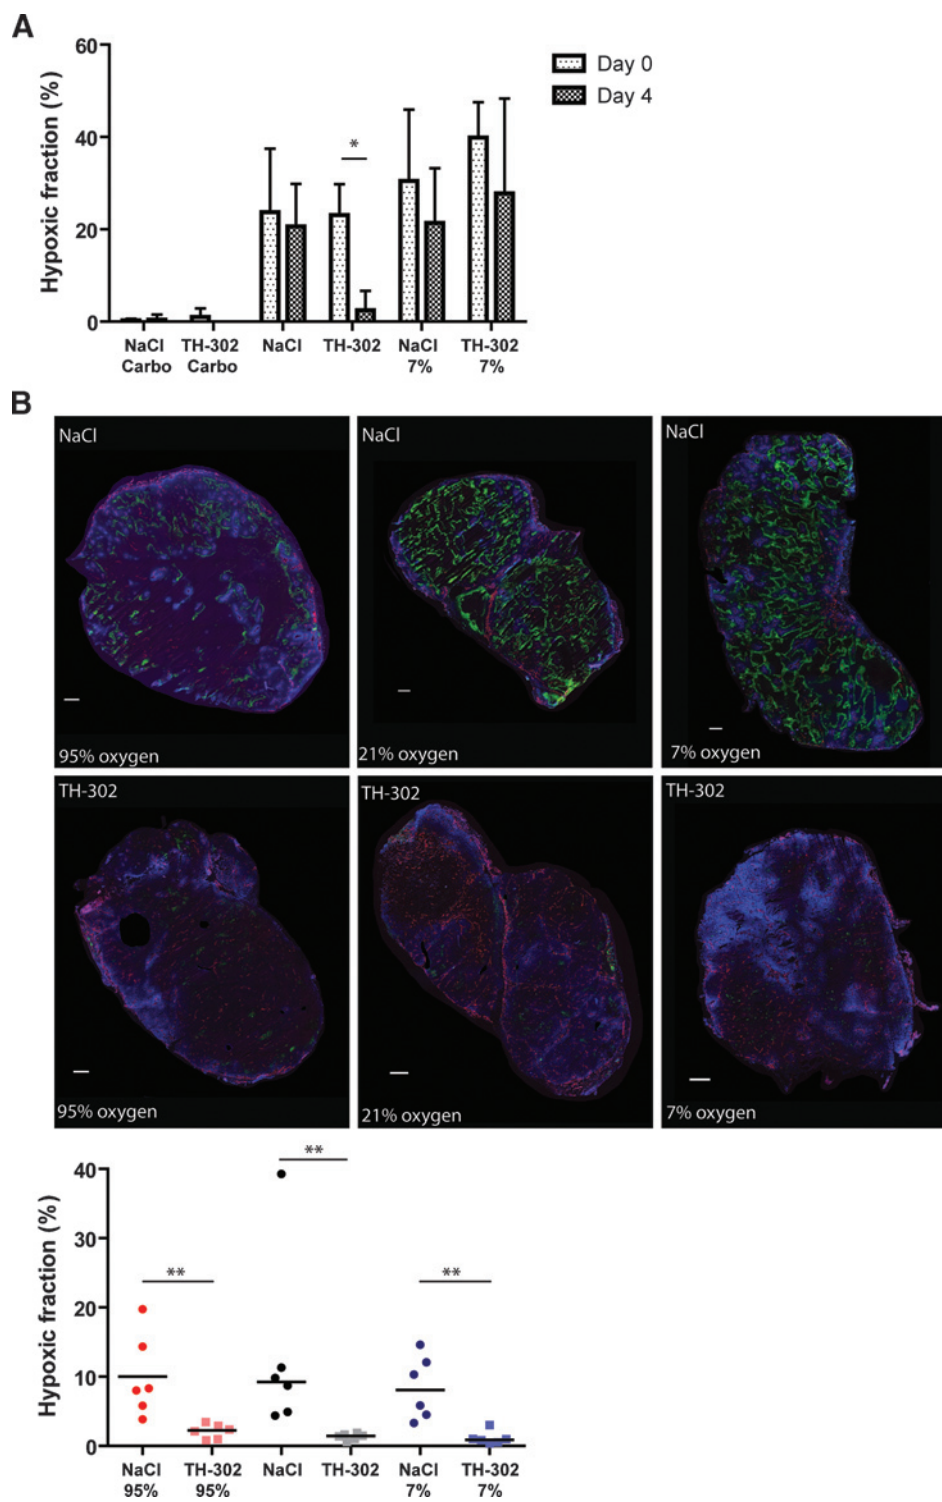 A
60
40
20
0
Hypoxic fraction (%)
Day 0
Day 4
*
NaCl
Carbo
TH-302
Carbo
NaCl
TH-302
NaCl
7%
TH-302
7%
B
NaCl
95% oxygen
NaCl
21% oxygen
NaCl
7% oxygen
TH-302
95% oxygen
TH-302
21% oxygen
TH-302
7% oxygen
40
30
20
10
0
Hypoxic fraction (%)
**
**
**
NaCl
95%
TH-302
95%
NaCl
TH-302
NaCl
7%
TH-302
7%